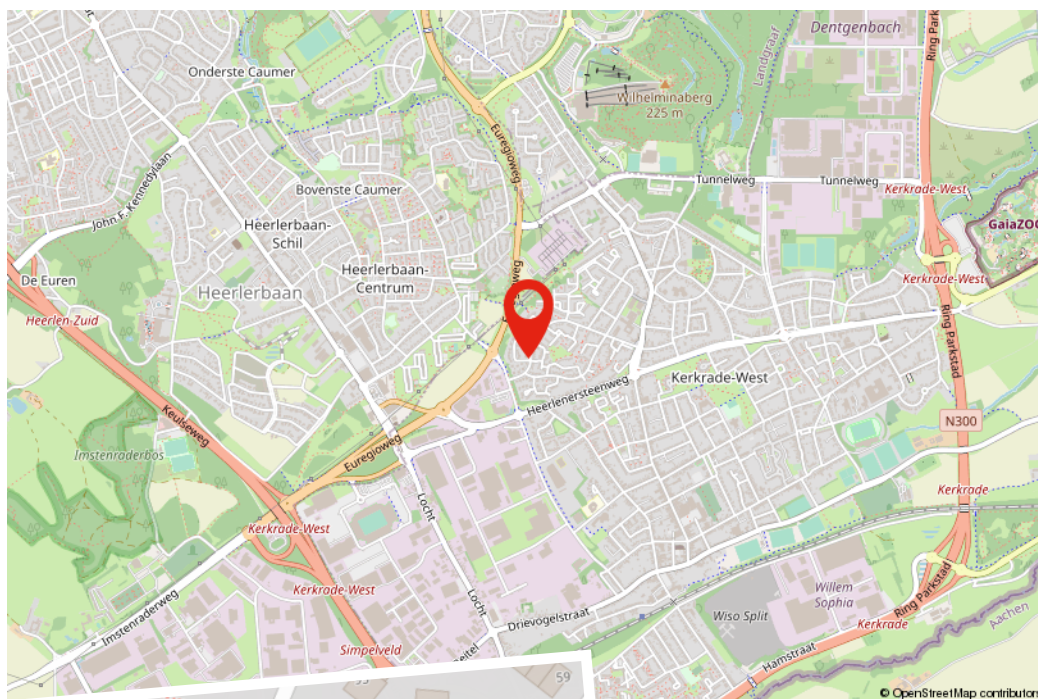 Dentgenbach
Ring Parkstad
Landgraaf
Onderste Caumer
Wilhelminaberg
225 m
Euregioweg
John F. Kennedylaan
Bovenste Caumer
Tunnelweg
Tunnelweg
Kerkrade-West
Heerlerbaan-
Schil
GaiaZOO
De Euren
Heerlerbaan
Heerlerbaan-
Centrum
Kerkrade-West
Heerlen-Zuid
Ring Parkstad
Kerkrade-West
Heerlenersteenweg
N300
Keulseweg
Imstenraderbos
Euregioweg
Kerkrade
Locht
Kerkrade-West
Kerkrade-West
Willem
Sophia
Ring Parkstad
Imstenraderweg
Locht
Wiso Split
Aachen
Drievogelstraat
Kerkrade
Simpelveld
Hamstraat
59
© OpenStreetMap contributors